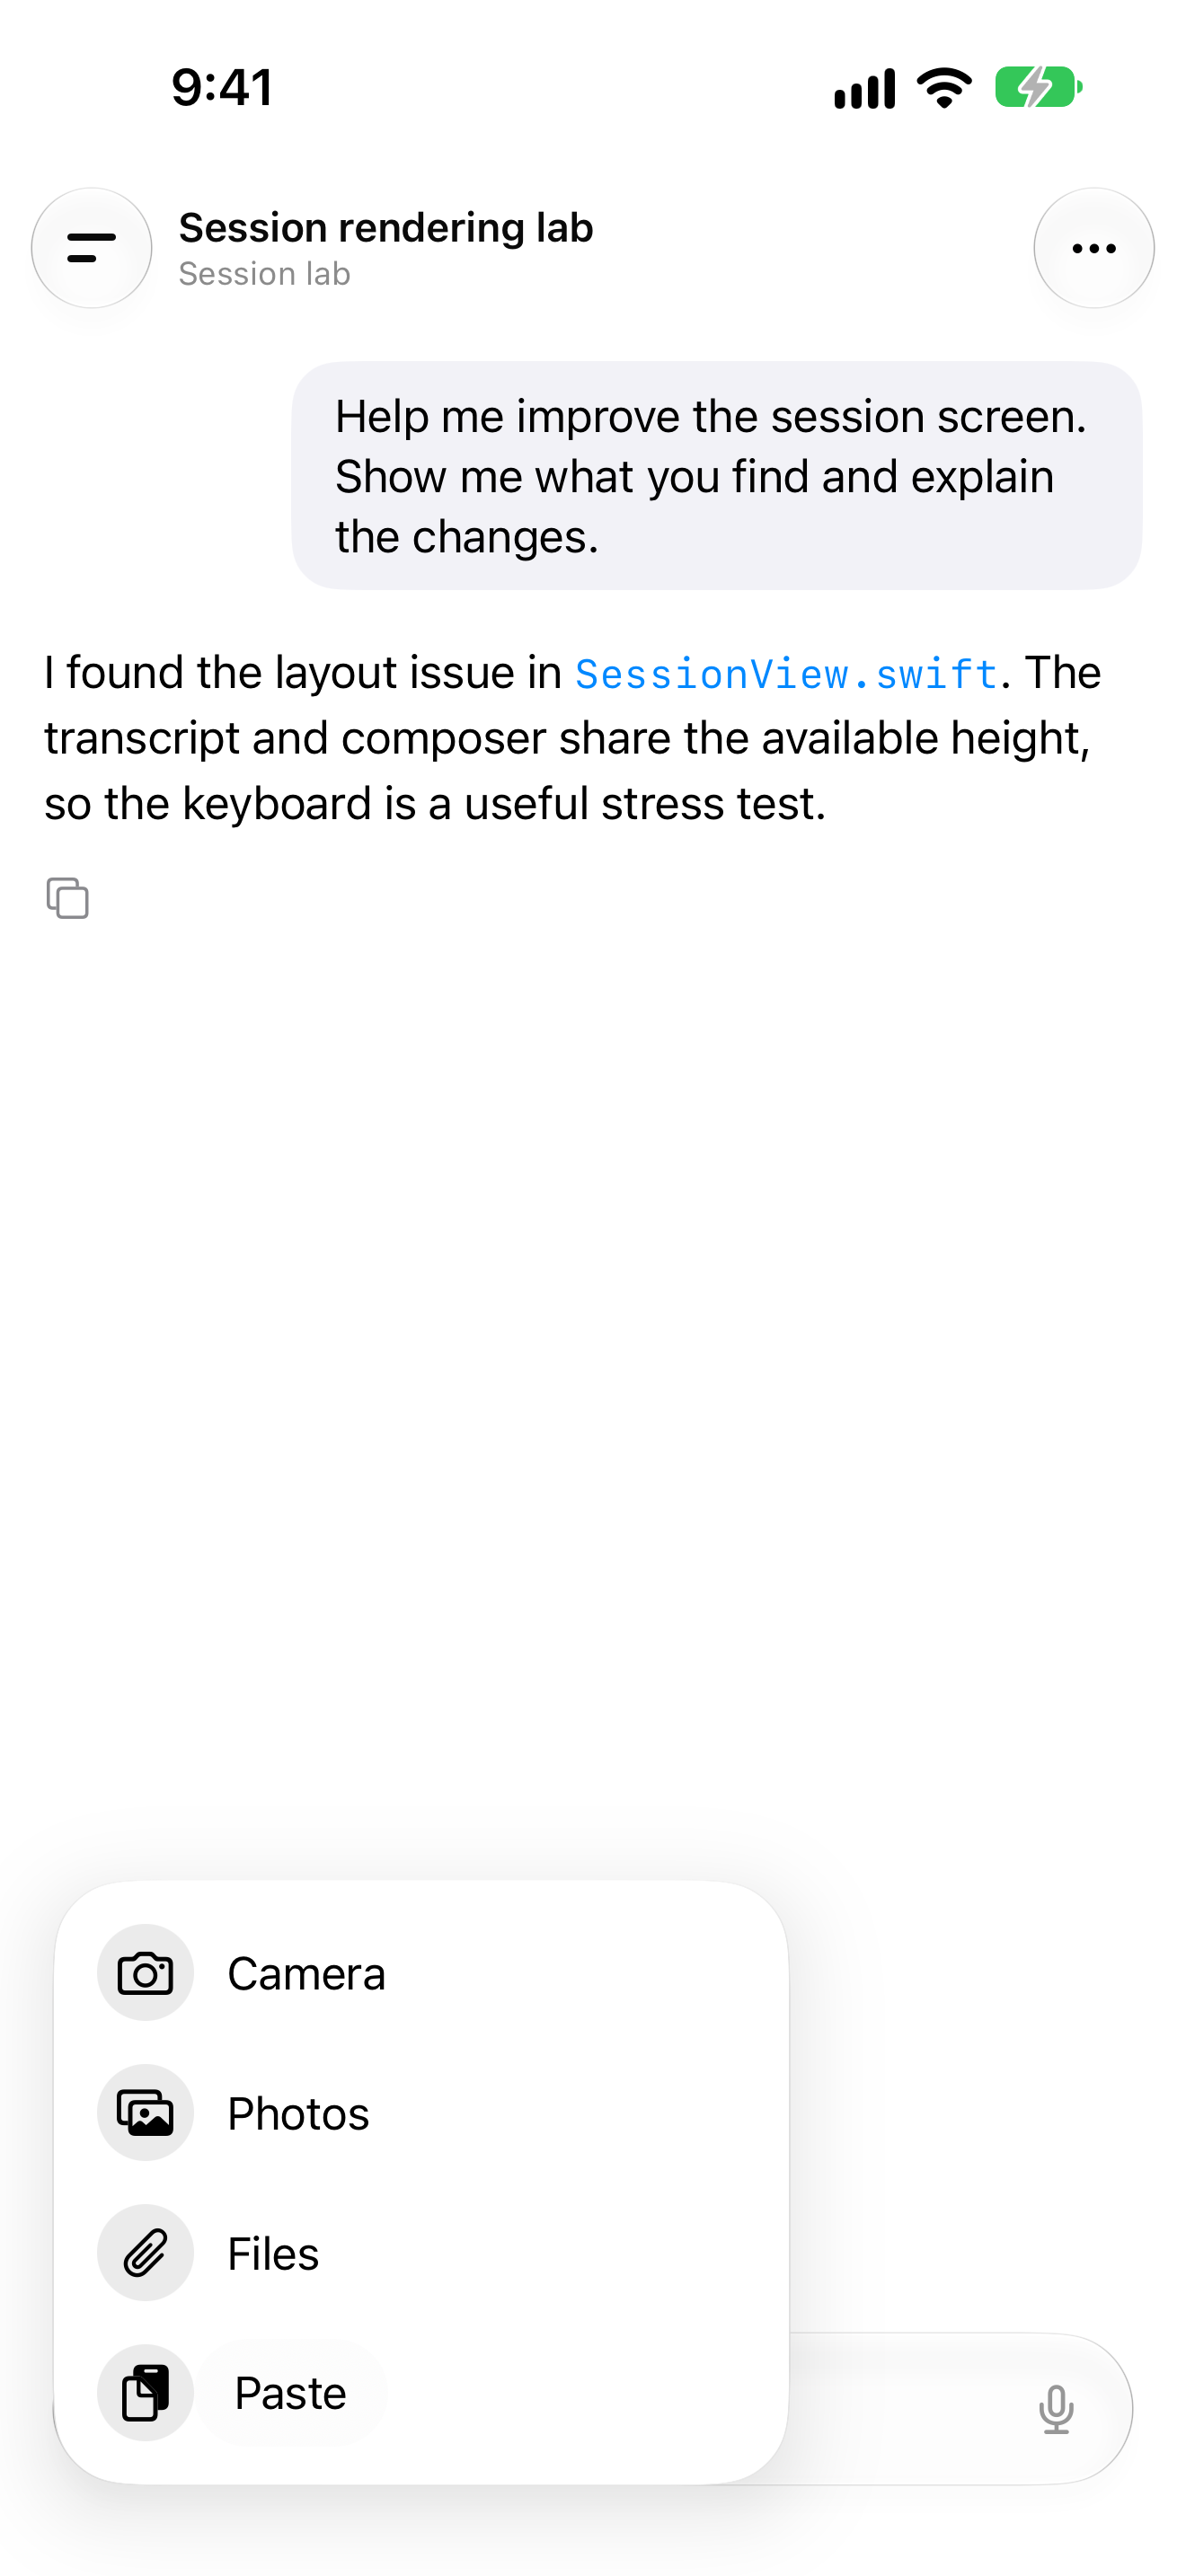 9:41
Session rendering lab
Session lab
Help me improve the session screen.
Show me what you find and explain
the changes.
I found the layout issue in SessionView.swift. The
transcript and composer share the available height,
so the keyboard is a useful stress test.
Camera
Photos
Files
Paste